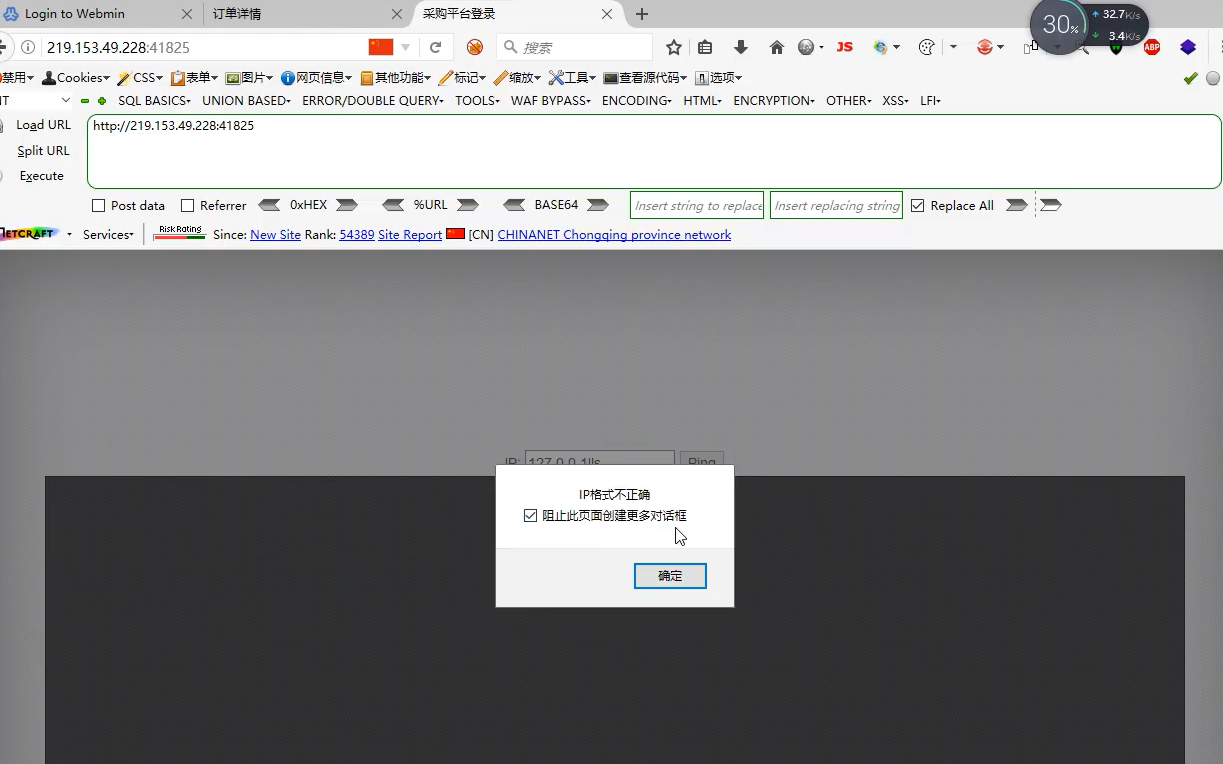 Login to Webmin 订单详情 采购平台登录
30% 32.7K/s
3.4K/s
219.153.49.228:41825 搜索 JS ABP
禁用 Cookies CSS 表单 图片 网页信息 其他功能 标记 缩放 工具 查看源代码 选项
SQL BASICS UNION BASED ERROR/DOUBLE QUERY TOOLS WAF BYPASS ENCODING HTML ENCRYPTION OTHER XSS LFI
Load URL http://219.153.49.228:41825
Split URL
Execute
Post data Referrer 0xHEX %URL BASE64 Insert string to replace Insert replacing string Replace All
ETCRAFT Services Risk Rating Since: New Site Rank: 54389 Site Report [CN] CHINANET Chongqing province network
IP: Ping
IP格式不正确
阻止此页面创建更多对话框
确定